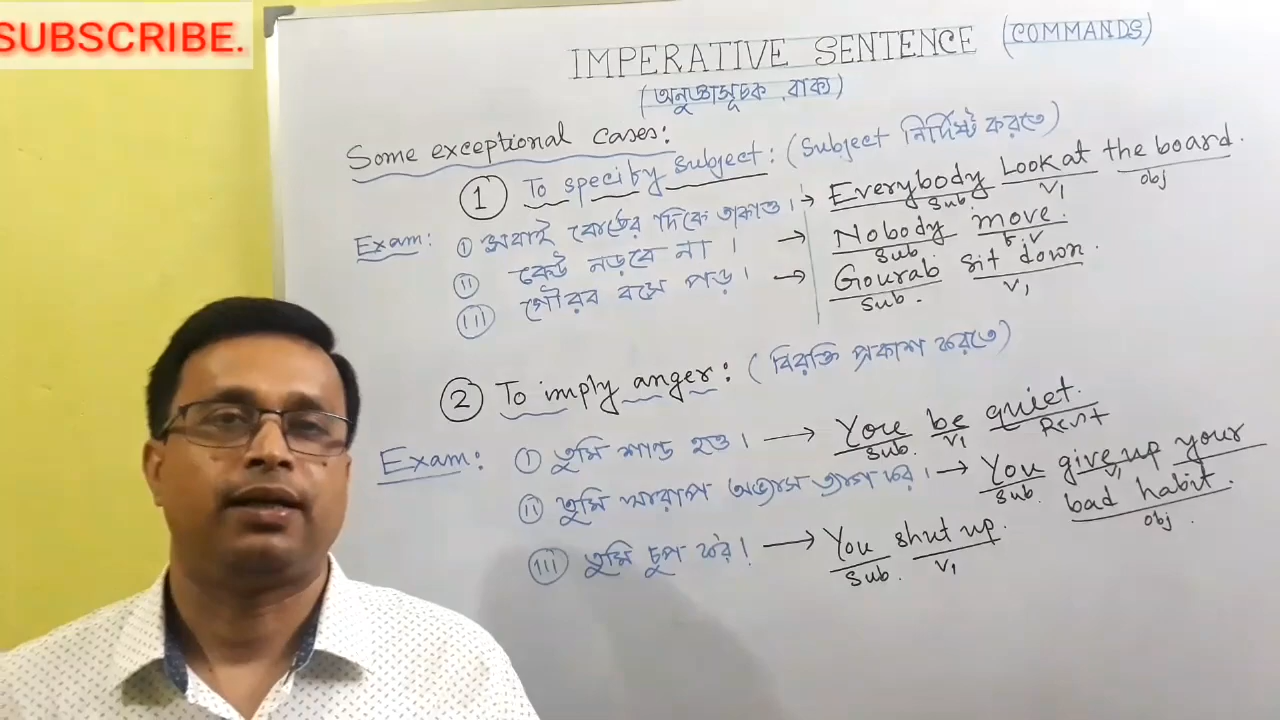 SUBSCRIBE.
IMPERATIVE SENTENCE (COMMANDS)
(অনুজ্ঞাসূচক বাক্য)
Some exceptional cases:
① To specify subject: (Subject নির্দিষ্ট করতে)
Exam: ⓘ সবাই বোর্ডের দিকে তাকাও। → Everybody Look at the board.
Sub. V₁ obj
ⓘⓘ কেউ নড়বে না। → Nobody move.
Sub V
ⓘⓘⓘ গৌরব বসে পড়। → Gourab sit down.
Sub. V₁
② To imply anger: (বিরক্তি প্রকাশ করতে)
Exam: ⓘ তুমি শান্ত হও। → You be quiet.
Sub. V₁ Rest
ⓘⓘ তুমি খারাপ অভ্যাস ত্যাগ কর। → You give up your
Sub. V₁
bad habit.
obj.
ⓘⓘⓘ তুমি চুপ কর! → You shut up.
Sub. V₁